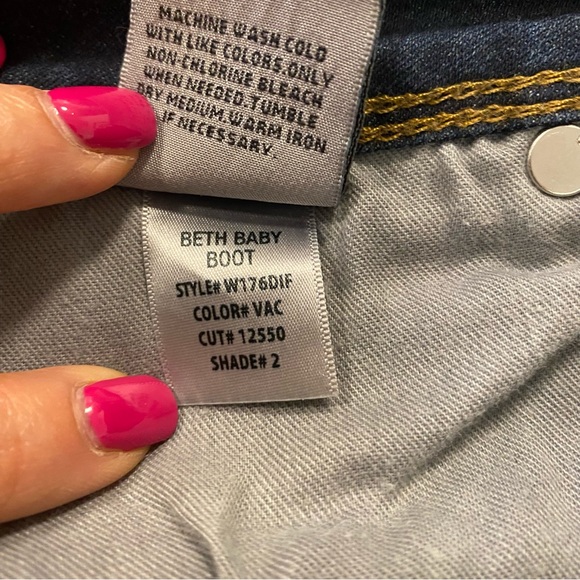 MACHINE WASH COLD
WITH LIKE COLORS.ONLY
NON-CHLORINE BLEACH
WHEN NEEDED.TUMBLE
DRY MEDIUM.WARM IRON
IF NECESSARY.
BETH BABY
BOOT
STYLE# W176DIF
COLOR# VAC
CUT# 12550
SHADE# 2